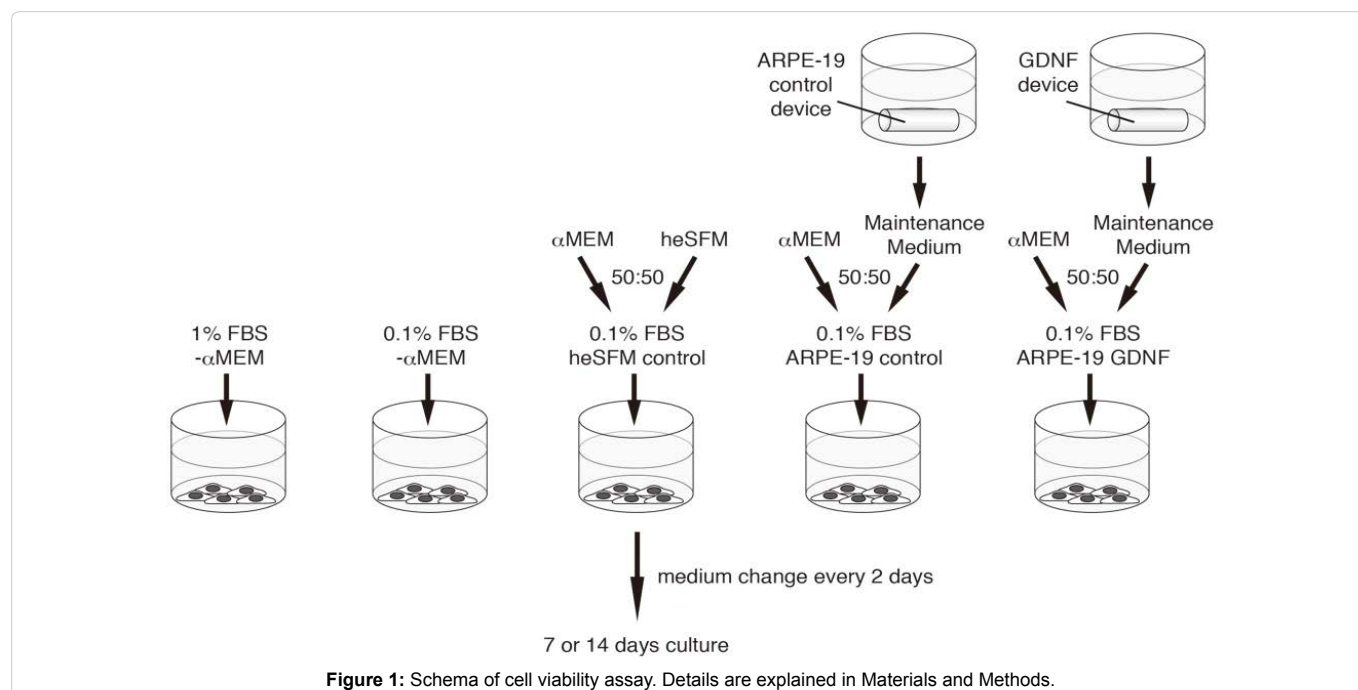 ARPE-19
control
device
GDNF
device
αMEM
heSFM
50:50
αMEM
Maintenance
Medium
50:50
αMEM
Maintenance
Medium
50:50
1% FBS
-αMEM
0.1% FBS
-αMEM
0.1% FBS
heSFM control
0.1% FBS
ARPE-19 control
0.1% FBS
ARPE-19 GDNF
medium change every 2 days
7 or 14 days culture
Figure 1: Schema of cell viability assay. Details are explained in Materials and Methods.